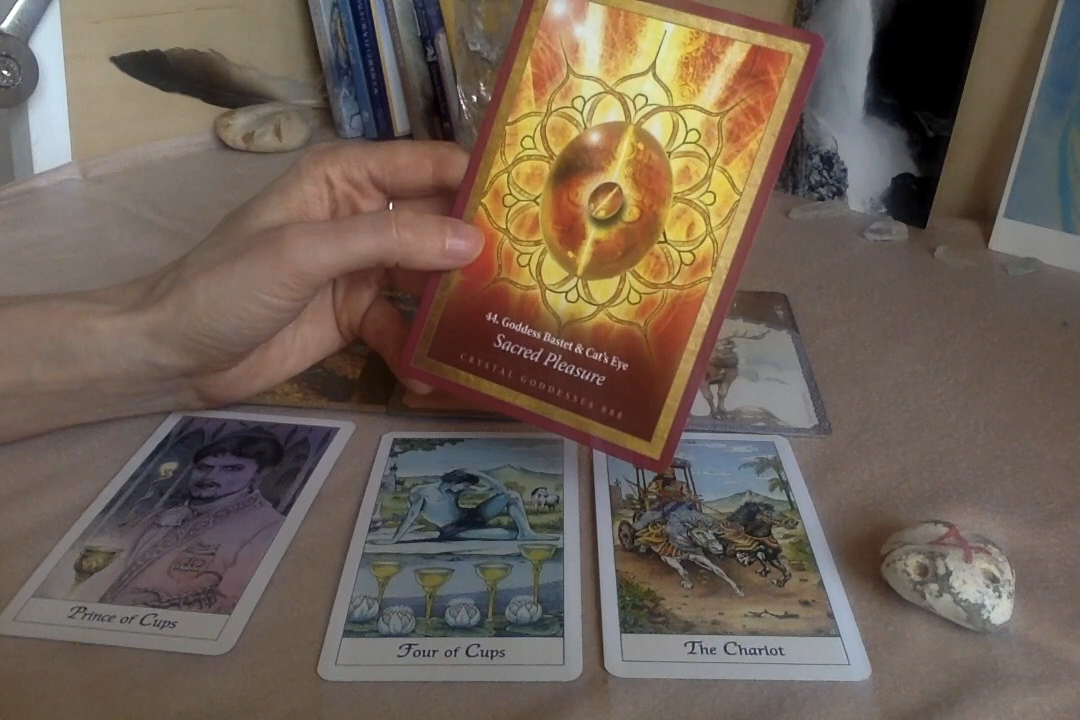 44. Goddess Bastet & Cat's Eye
Sacred Pleasure
CRYSTAL GODDESSES 888
Prince of Cups
Four of Cups
The Chariot